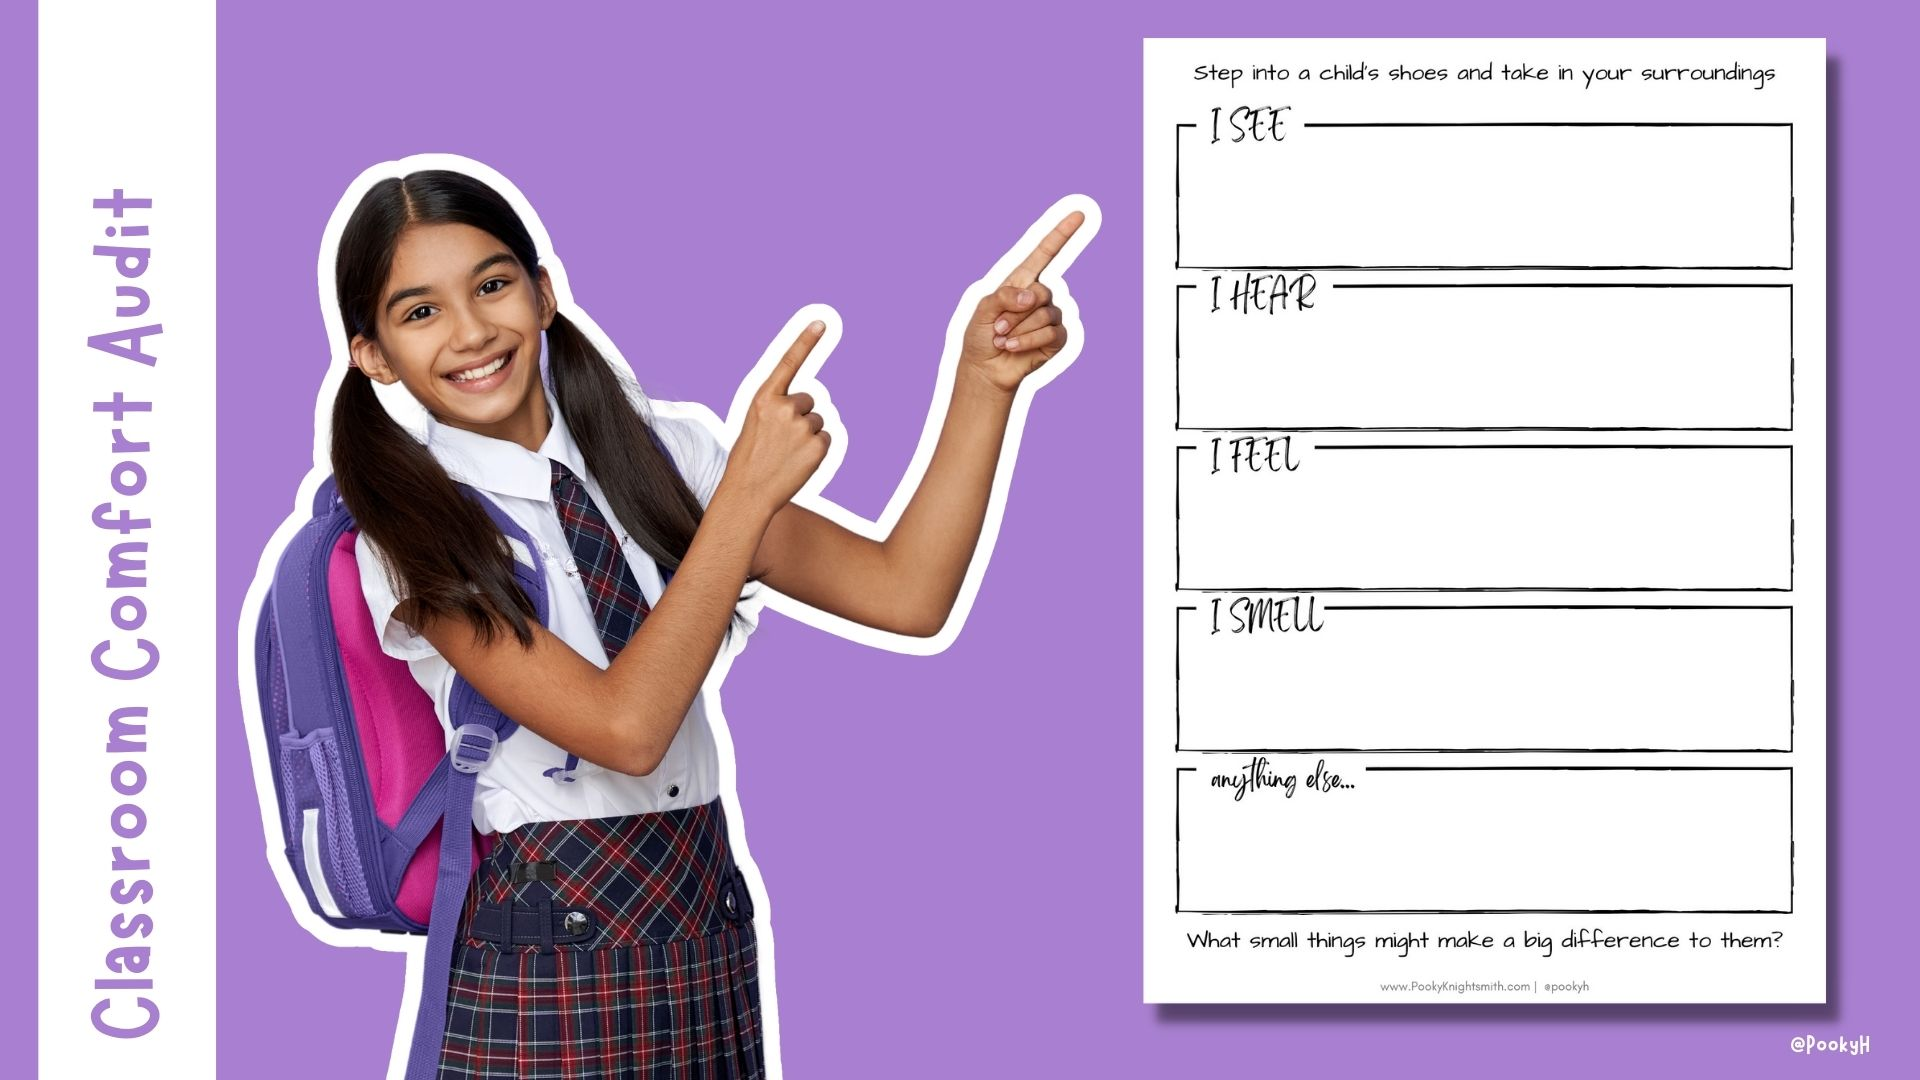 Classroom Comfort Audit
Step into a child's shoes and take in your surroundings
I SEE
I HEAR
I FEEL
I SMELL
anything else...
What small things might make a big difference to them?
www.PookyKnightsmith.com | @pookyh
@PookyH